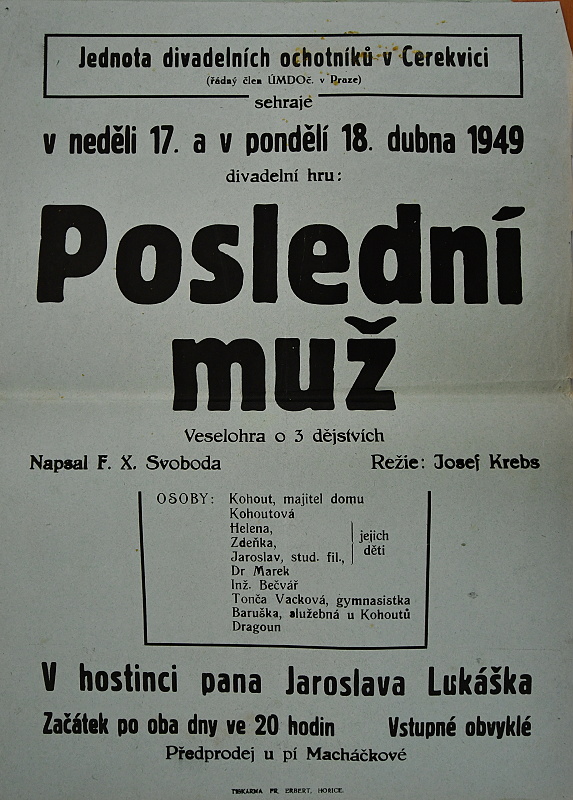 Jednota divadelních ochotníků v Cerekvici
(řádný člen ÚMDOč. v Praze)
sehraje
v neděli 17. a v pondělí 18. dubna 1949
divadelní hru:
Poslední
muž
Veselohra o 3 dějstvích
Napsal F. X. Svoboda Režie: Josef Krebs
OSOBY: Kohout, majitel domu
Kohoutová
Helena,
Zdeňka,
Jaroslav, stud. fil.,
jejich
děti
Dr Marek
Inž. Bečvář
Tonča Vacková, gymnasistka
Baruška, služebná u Kohoutů
Dragoun
V hostinci pana Jaroslava Lukáška
Začátek po oba dny ve 20 hodin Vstupné obvyklé
Předprodej u pí Macháčkové
TISKÁRNA FR. ERBERT, HOŘICE.